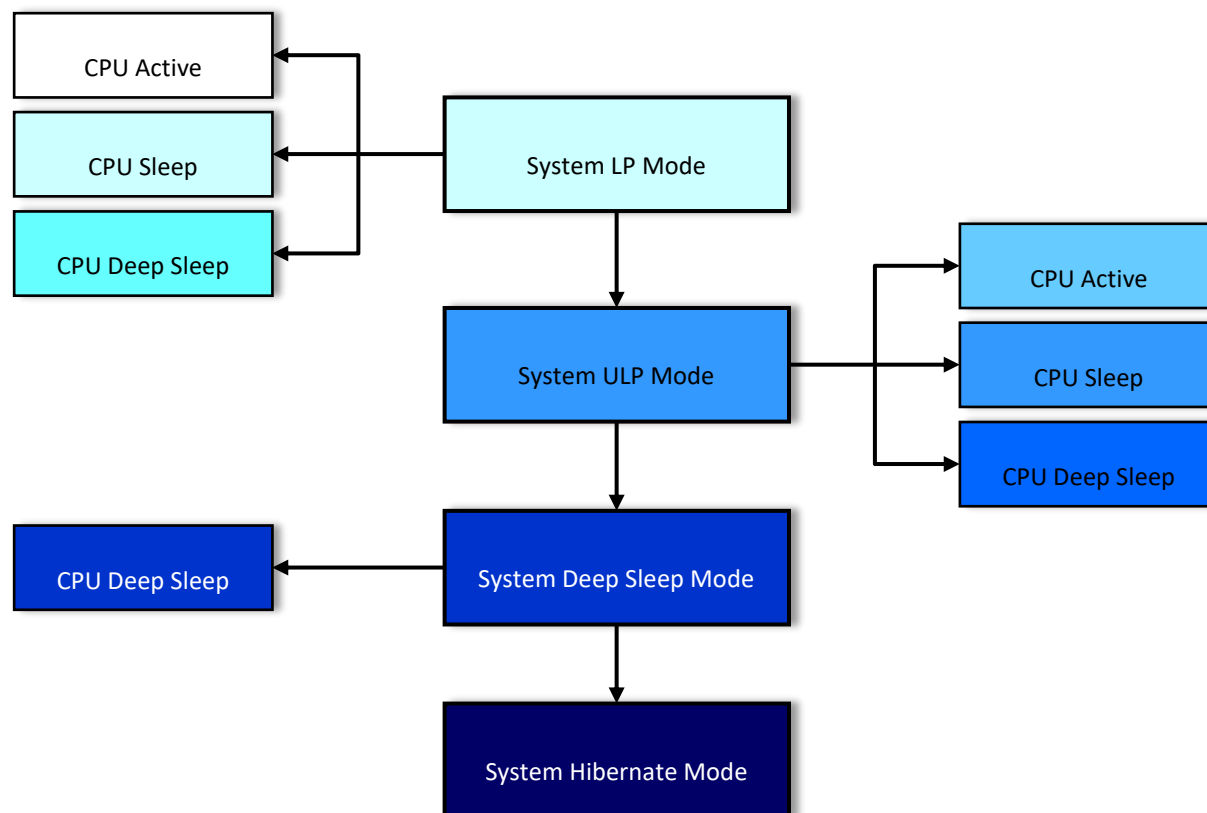 CPU Active
CPU Sleep
CPU Deep Sleep
System LP Mode
System ULP Mode
CPU Active
CPU Sleep
CPU Deep Sleep
CPU Deep Sleep
System Deep Sleep Mode
System Hibernate Mode